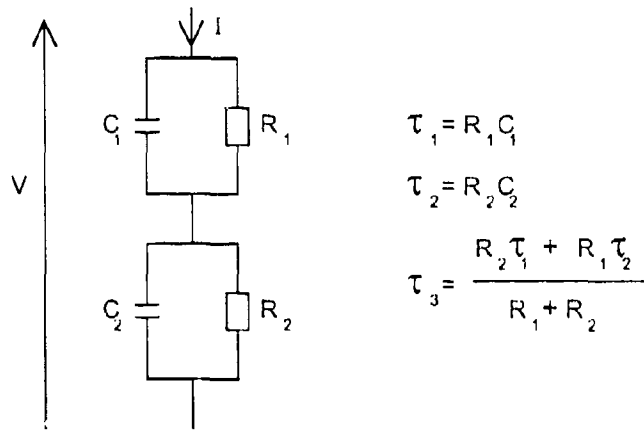 I
C₁
R₁
τ₁ = R₁C₁
V
τ₂ = R₂C₂
C₂
R₂
τ₃ = (R₂τ₁ + R₁τ₂) / (R₁ + R₂)